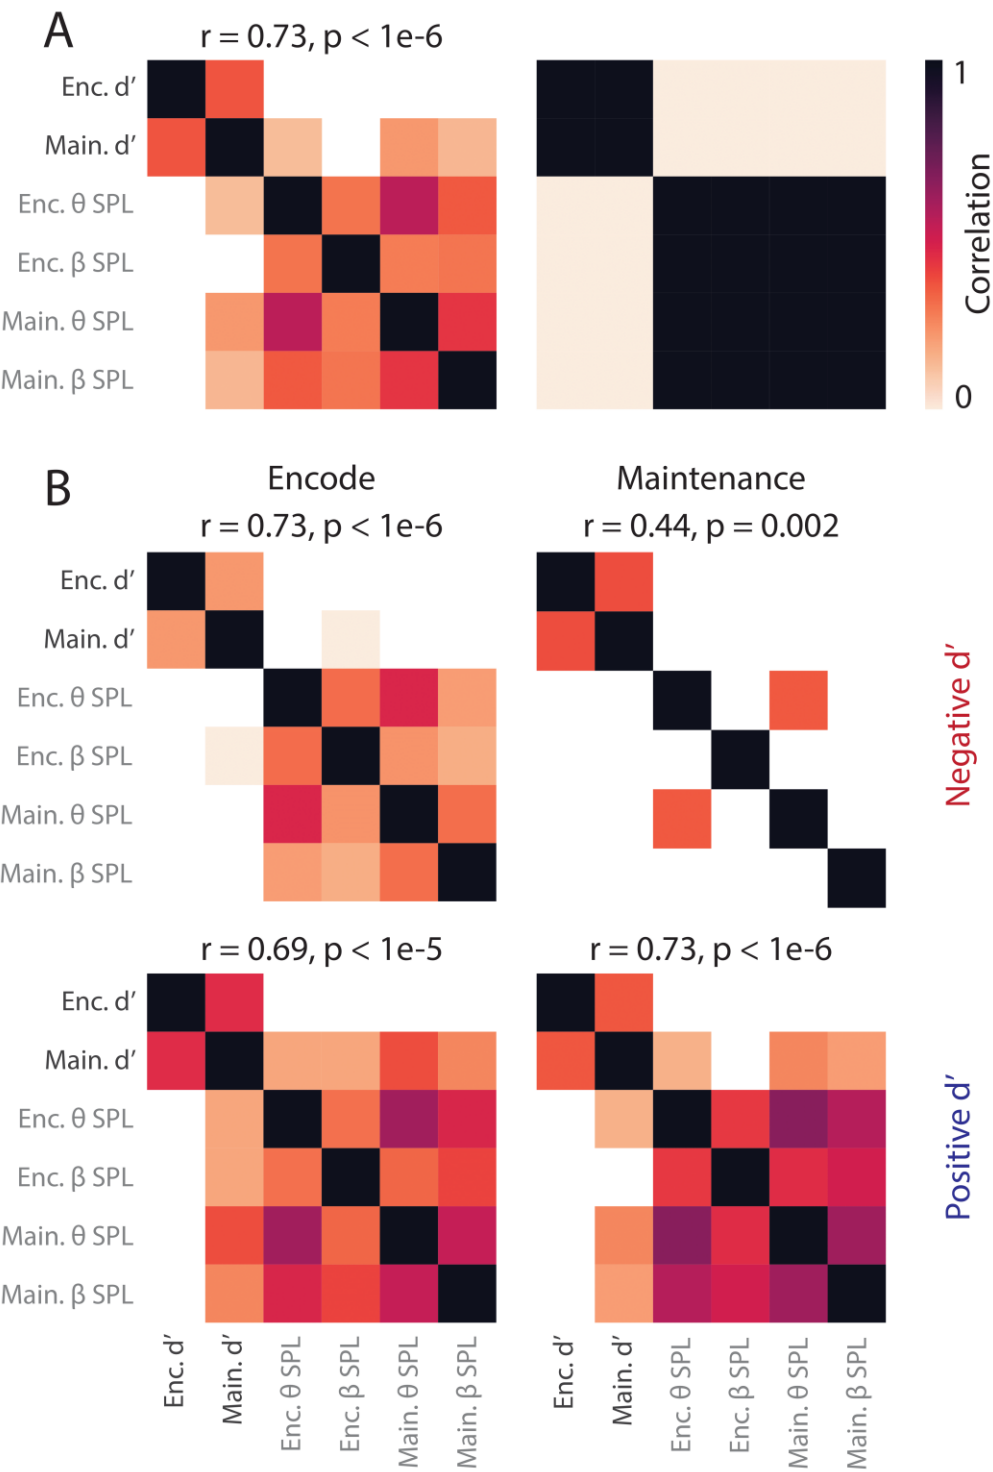 A
r = 0.73, p < 1e-6
Enc. d′
Main. d′
Enc. θ SPL
Enc. β SPL
Main. θ SPL
Main. β SPL
1
Correlation
0
B
Encode
Maintenance
r = 0.73, p < 1e-6
r = 0.44, p = 0.002
Enc. d′
Main. d′
Enc. θ SPL
Enc. β SPL
Main. θ SPL
Main. β SPL
Negative d′
r = 0.69, p < 1e-5
r = 0.73, p < 1e-6
Enc. d′
Main. d′
Enc. θ SPL
Enc. β SPL
Main. θ SPL
Main. β SPL
Positive d′
Enc. d′
Main. d′
Enc. θ SPL
Enc. β SPL
Main. θ SPL
Main. β SPL
Enc. d′
Main. d′
Enc. θ SPL
Enc. β SPL
Main. θ SPL
Main. β SPL